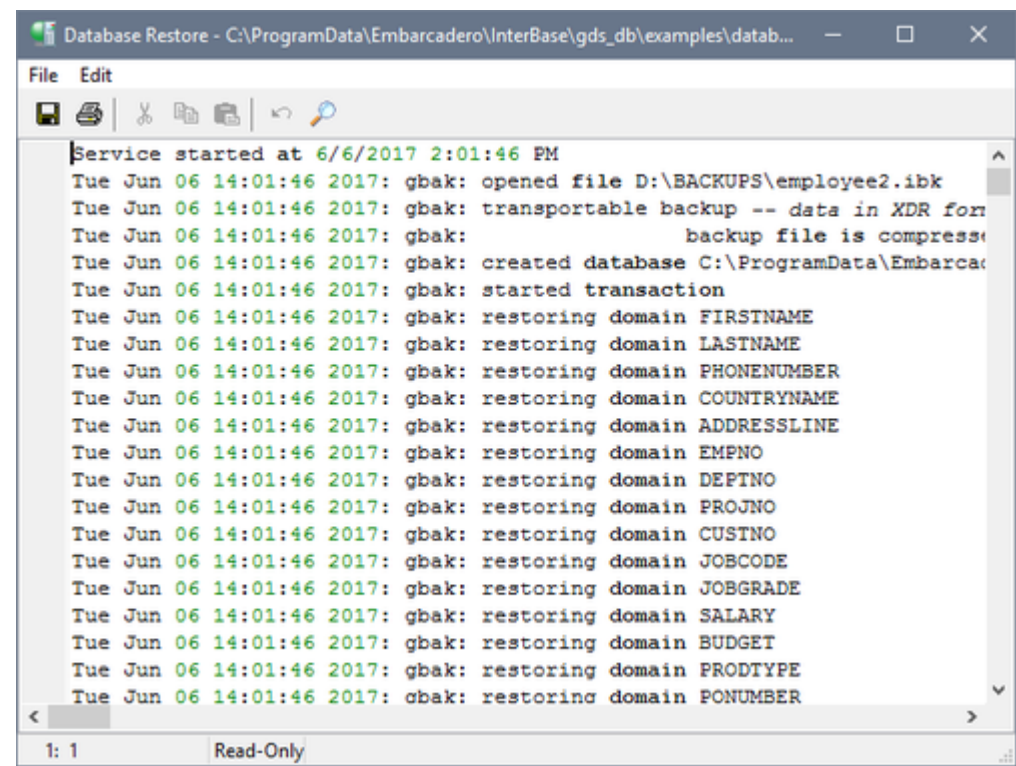 Database Restore - C:\ProgramData\Embarcadero\InterBase\gds_db\examples\datab...
File Edit
Service started at 6/6/2017 2:01:46 PM
Tue Jun 06 14:01:46 2017: gbak: opened file D:\BACKUPS\employee2.ibk
Tue Jun 06 14:01:46 2017: gbak: transportable backup -- data in XDR form
Tue Jun 06 14:01:46 2017: gbak: backup file is compresse
Tue Jun 06 14:01:46 2017: gbak: created database C:\ProgramData\Embarcad
Tue Jun 06 14:01:46 2017: gbak: started transaction
Tue Jun 06 14:01:46 2017: gbak: restoring domain FIRSTNAME
Tue Jun 06 14:01:46 2017: gbak: restoring domain LASTNAME
Tue Jun 06 14:01:46 2017: gbak: restoring domain PHONENUMBER
Tue Jun 06 14:01:46 2017: gbak: restoring domain COUNTRYNAME
Tue Jun 06 14:01:46 2017: gbak: restoring domain ADDRESSLINE
Tue Jun 06 14:01:46 2017: gbak: restoring domain EMPNO
Tue Jun 06 14:01:46 2017: gbak: restoring domain DEPTNO
Tue Jun 06 14:01:46 2017: gbak: restoring domain PROJNO
Tue Jun 06 14:01:46 2017: gbak: restoring domain CUSTNO
Tue Jun 06 14:01:46 2017: gbak: restoring domain JOBCODE
Tue Jun 06 14:01:46 2017: gbak: restoring domain JOBGRADE
Tue Jun 06 14:01:46 2017: gbak: restoring domain SALARY
Tue Jun 06 14:01:46 2017: gbak: restoring domain BUDGET
Tue Jun 06 14:01:46 2017: gbak: restoring domain PRODTYPE
Tue Jun 06 14:01:46 2017: gbak: restoring domain PONUMBER
1: 1 Read-Only